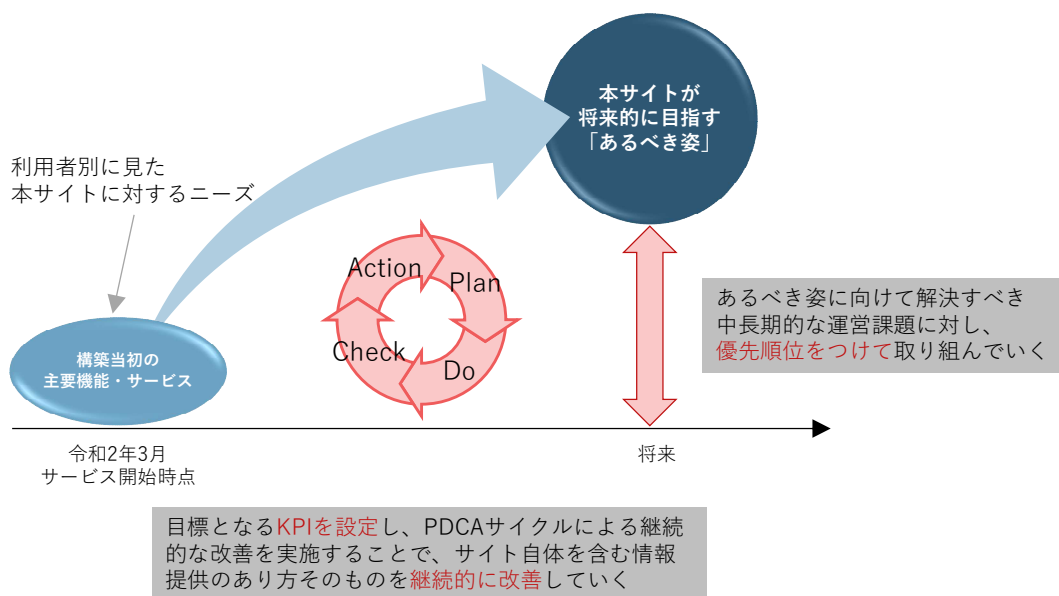 本サイトが
将来的に目指す
「あるべき姿」
利用者別に見た
本サイトに対するニーズ
Action
Plan
Check
Do
あるべき姿に向けて解決すべき
中長期的な運営課題に対し、
優先順位をつけて取り組んでいく
構築当初の
主要機能・サービス
令和2年3月
サービス開始時点
将来
目標となるKPIを設定し、PDCAサイクルによる継続
的な改善を実施することで、サイト自体を含む情報
提供のあり方そのものを継続的に改善していく